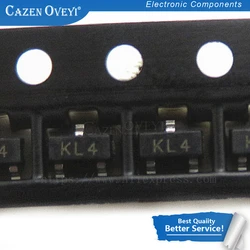 CAZEN OVEYI
Electronic Components
KL4 KL4 KL4
Best Quality
Better Service!